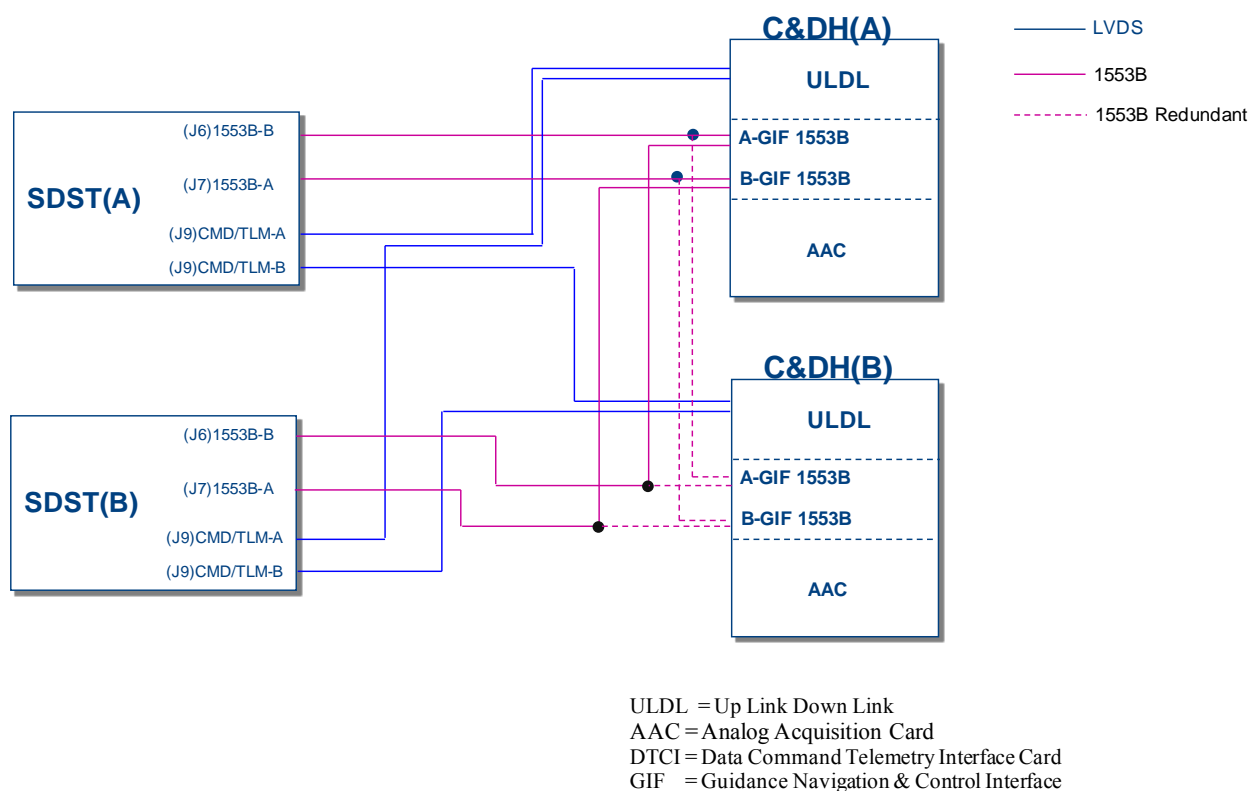 C&DH(A)
ULDL
A-GIF 1553B
B-GIF 1553B
AAC
LVDS
1553B
1553B Redundant
SDST(A)
(J6)1553B-B
(J7)1553B-A
(J9)CMD/TLM-A
(J9)CMD/TLM-B
C&DH(B)
ULDL
A-GIF 1553B
B-GIF 1553B
AAC
SDST(B)
(J6)1553B-B
(J7)1553B-A
(J9)CMD/TLM-A
(J9)CMD/TLM-B
ULDL = Up Link Down Link
AAC = Analog Acquisition Card
DTCI = Data Command Telemetry Interface Card
GIF = Guidance Navigation & Control Interface